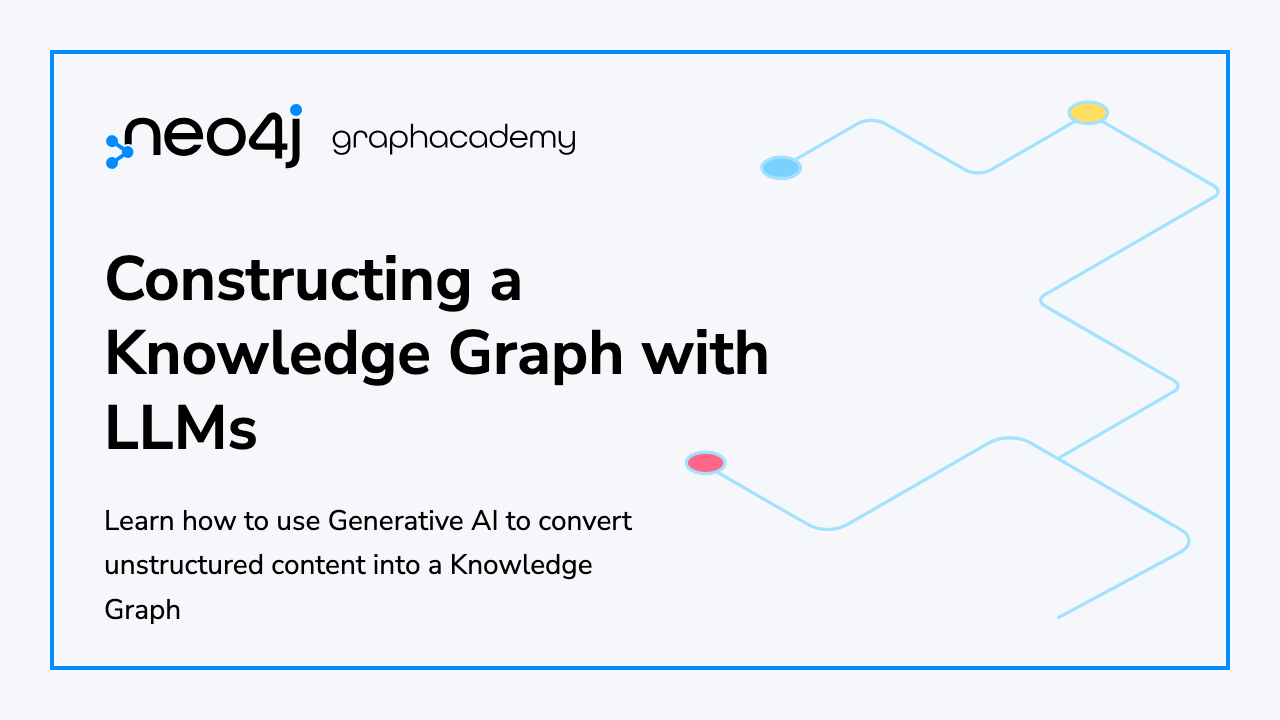 neo4j graphacademy
Constructing a
Knowledge Graph with
LLMs
Learn how to use Generative AI to convert
unstructured content into a Knowledge
Graph